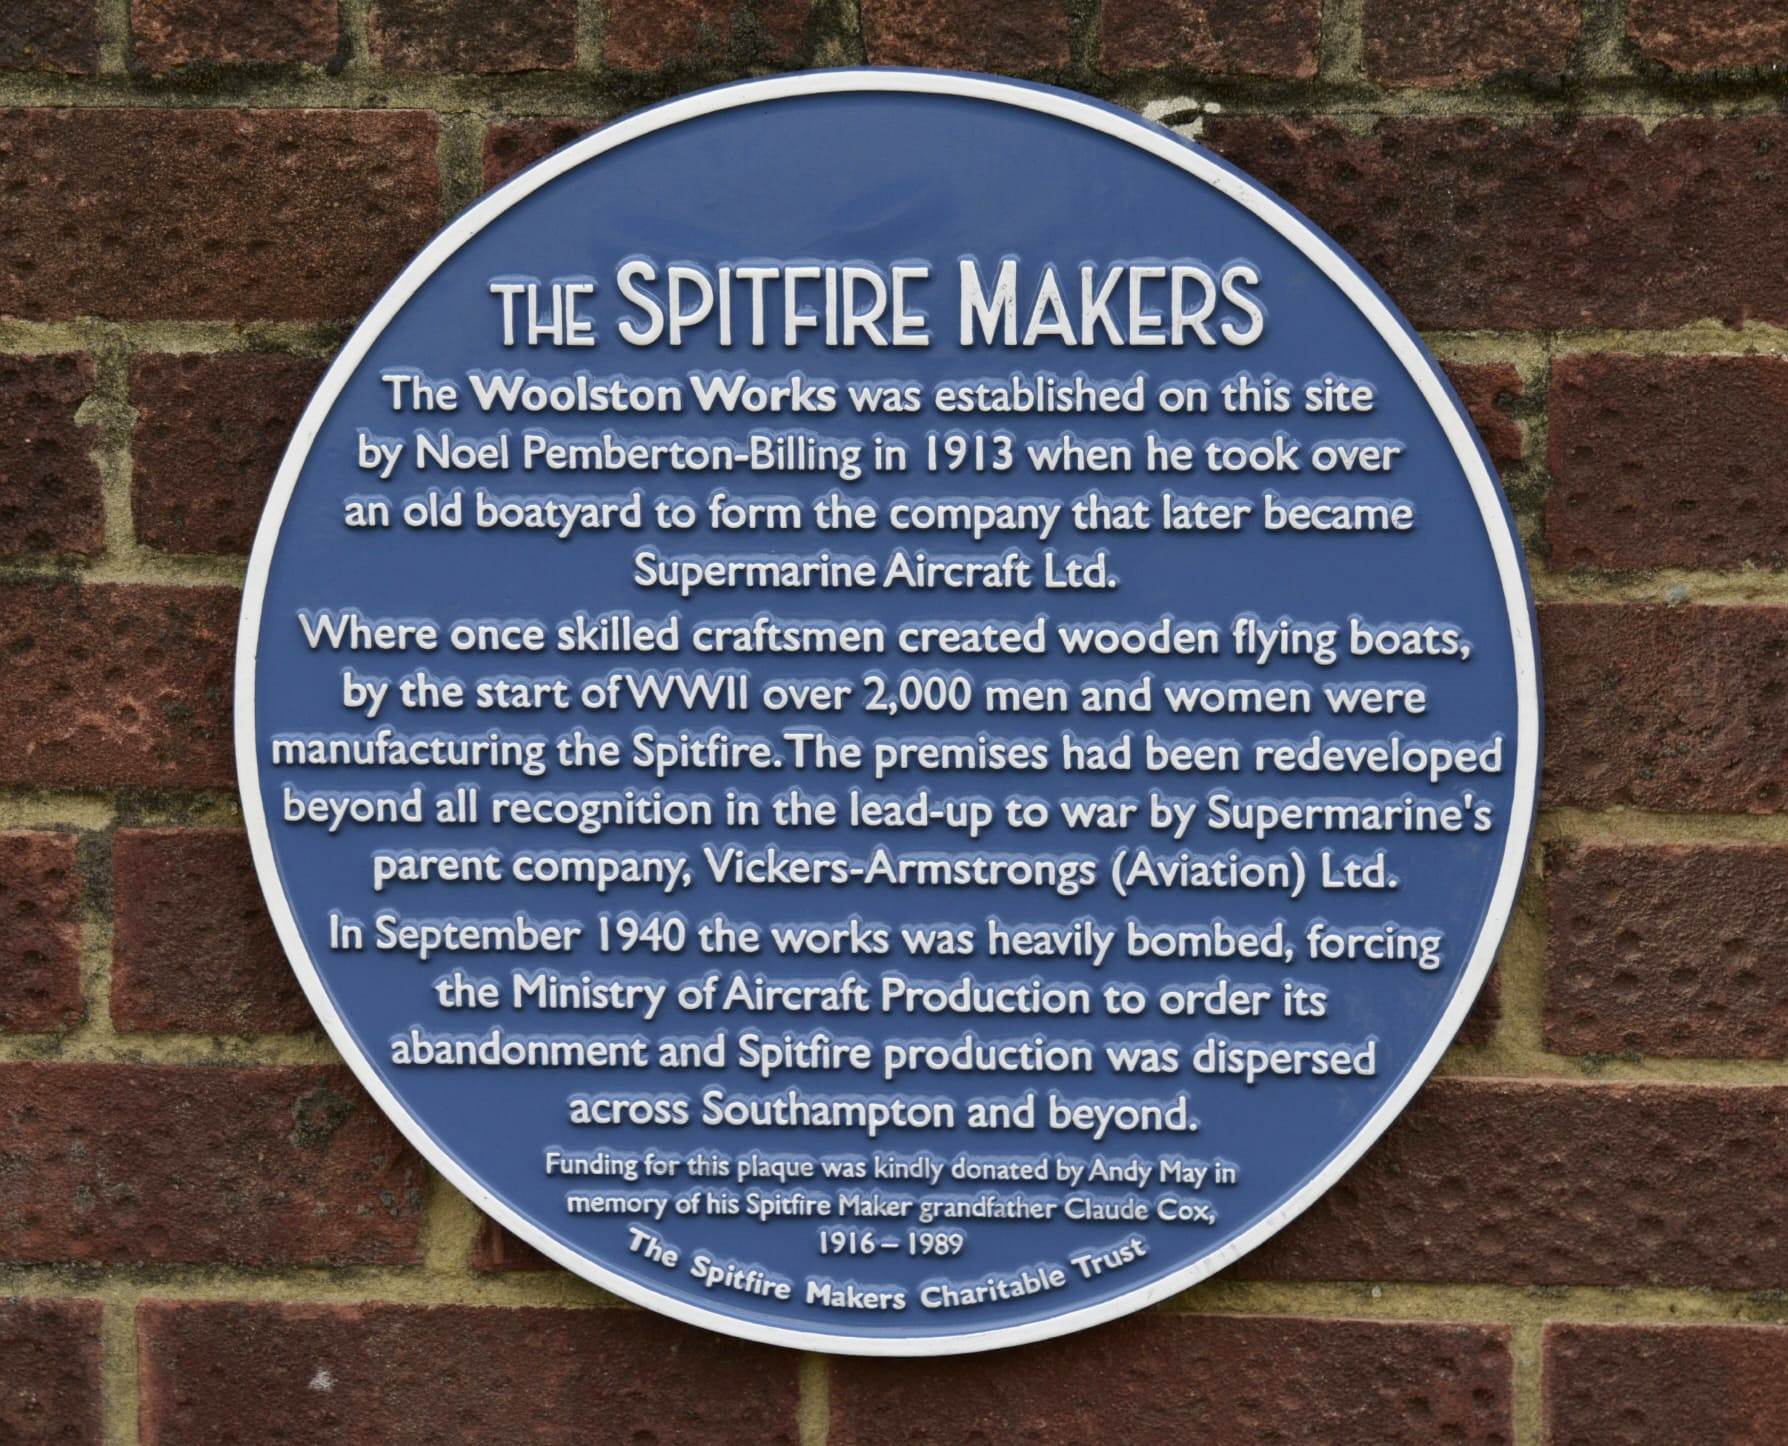 THE SPITFIRE MAKERS
The Woolston Works was established on this site
by Noel Pemberton-Billing in 1913 when he took over
an old boatyard to form the company that later became
Supermarine Aircraft Ltd.
Where once skilled craftsmen created wooden flying boats,
by the start of WWII over 2,000 men and women were
manufacturing the Spitfire. The premises had been redeveloped
beyond all recognition in the lead-up to war by Supermarine's
parent company, Vickers-Armstrongs (Aviation) Ltd.
In September 1940 the works was heavily bombed, forcing
the Ministry of Aircraft Production to order its
abandonment and Spitfire production was dispersed
across Southampton and beyond.
Funding for this plaque was kindly donated by Andy May in
memory of his Spitfire Maker grandfather Claude Cox,
1916 – 1989
The Spitfire Makers Charitable Trust